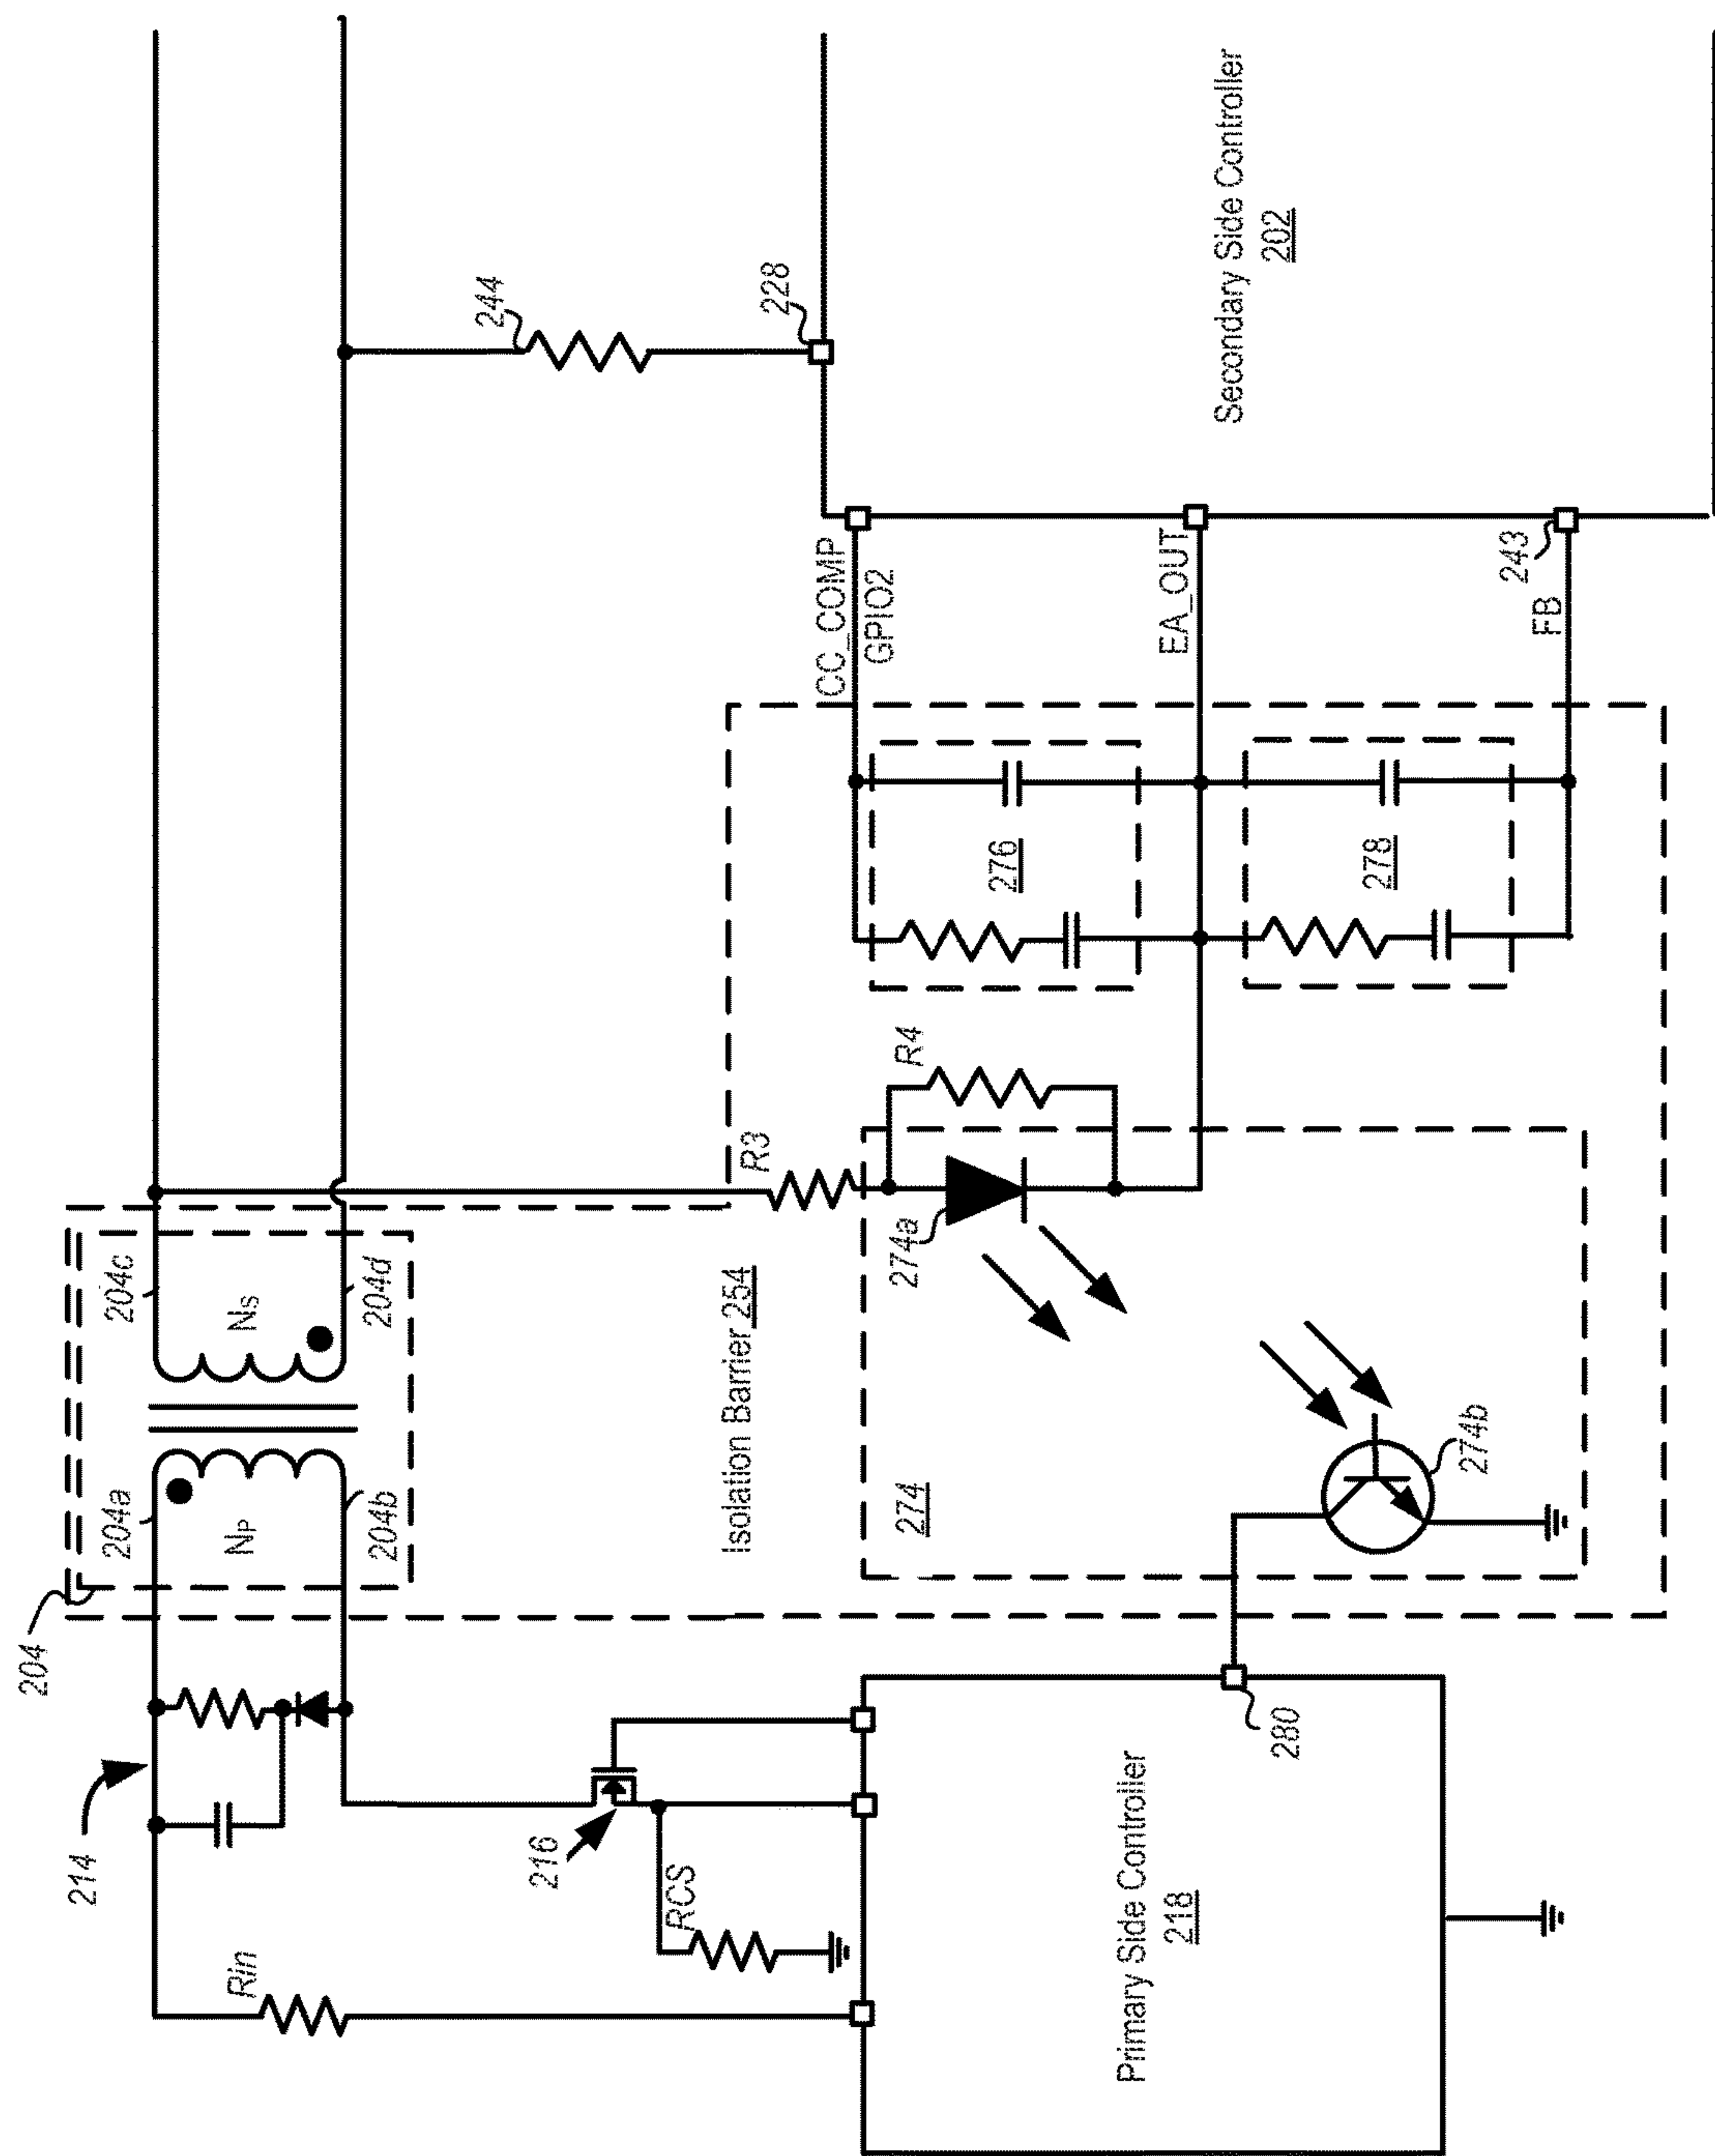 204
214
204a
204c
Np
Ns
204b
204d
244
228
Rin
216
RCS
Isolation Barrier 254
R3
R4
274a
CC_COMP
GPIO2
276
274
EA_OUT
278
274b
243
FB
280
Primary Side Controller
218
Secondary Side Controller
202